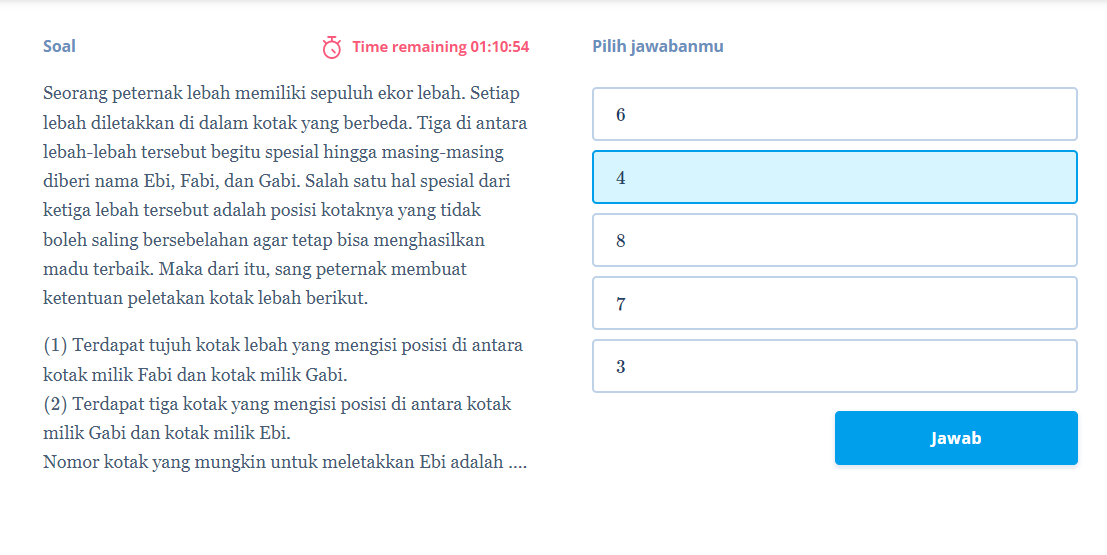 Soal
Time remaining 01:10:54
Seorang peternak lebah memiliki sepuluh ekor lebah. Setiap
lebah diletakkan di dalam kotak yang berbeda. Tiga di antara
lebah-lebah tersebut begitu spesial hingga masing-masing
diberi nama Ebi, Fabi, dan Gabi. Salah satu hal spesial dari
ketiga lebah tersebut adalah posisi kotaknya yang tidak
boleh saling bersebelahan agar tetap bisa menghasilkan
madu terbaik. Maka dari itu, sang peternak membuat
ketentuan peletakan kotak lebah berikut.
(1) Terdapat tujuh kotak lebah yang mengisi posisi di antara
kotak milik Fabi dan kotak milik Gabi.
(2) Terdapat tiga kotak yang mengisi posisi di antara kotak
milik Gabi dan kotak milik Ebi.
Nomor kotak yang mungkin untuk meletakkan Ebi adalah ....
Pilih jawabanmu
6
4
8
7
3
Jawab